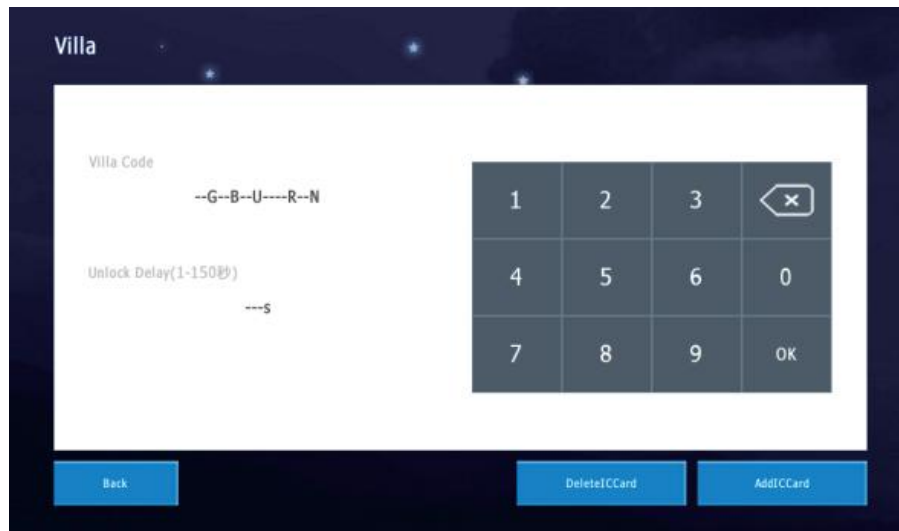 Villa
Villa Code
--G--B--U----R--N
Unlock Delay(1-150秒)
---s
1 2 3
4 5 6 0
7 8 9 OK
Back DeleteICCard AddICCard